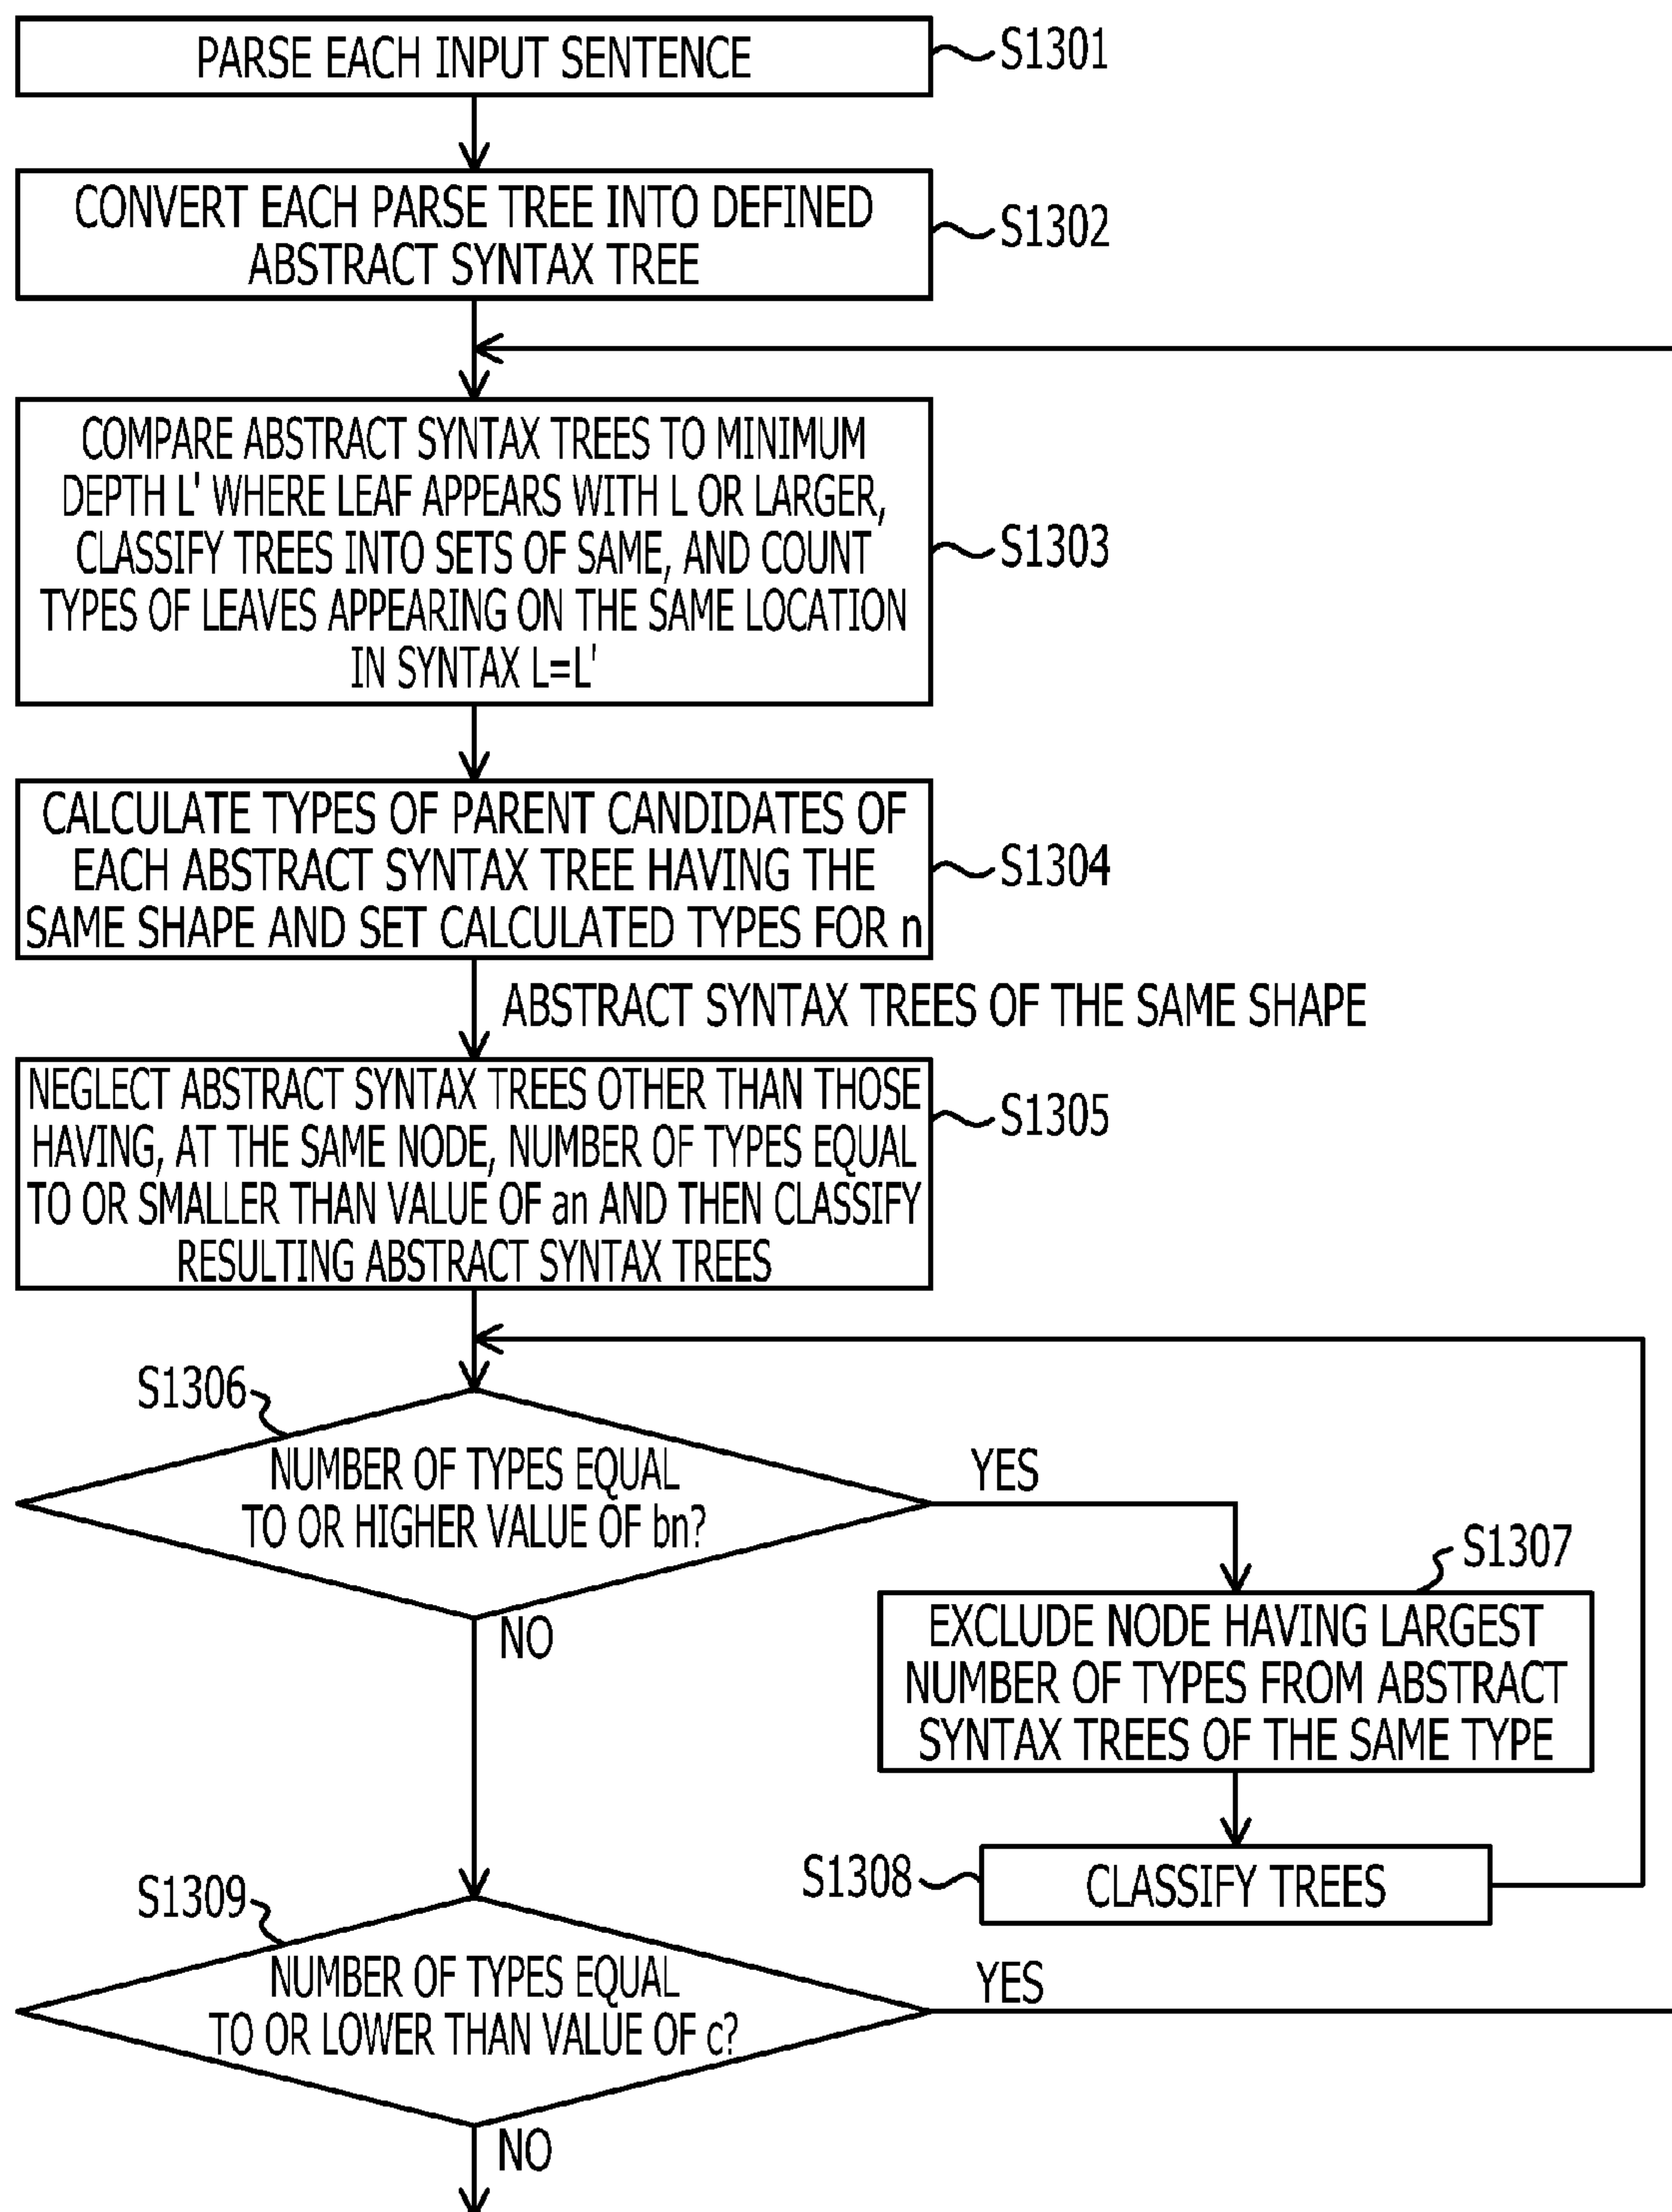 PARSE EACH INPUT SENTENCE
S1301
CONVERT EACH PARSE TREE INTO DEFINED
ABSTRACT SYNTAX TREE
S1302
COMPARE ABSTRACT SYNTAX TREES TO MINIMUM
DEPTH L' WHERE LEAF APPEARS WITH L OR LARGER,
CLASSIFY TREES INTO SETS OF SAME, AND COUNT
TYPES OF LEAVES APPEARING ON THE SAME LOCATION
IN SYNTAX L=L'
S1303
CALCULATE TYPES OF PARENT CANDIDATES OF
EACH ABSTRACT SYNTAX TREE HAVING THE
SAME SHAPE AND SET CALCULATED TYPES FOR n
S1304
ABSTRACT SYNTAX TREES OF THE SAME SHAPE
NEGLECT ABSTRACT SYNTAX TREES OTHER THAN THOSE
HAVING, AT THE SAME NODE, NUMBER OF TYPES EQUAL
TO OR SMALLER THAN VALUE OF an AND THEN CLASSIFY
RESULTING ABSTRACT SYNTAX TREES
S1305
S1306
NUMBER OF TYPES EQUAL
TO OR HIGHER VALUE OF bn?
YES
NO
S1307
EXCLUDE NODE HAVING LARGEST
NUMBER OF TYPES FROM ABSTRACT
SYNTAX TREES OF THE SAME TYPE
S1308
CLASSIFY TREES
S1309
NUMBER OF TYPES EQUAL
TO OR LOWER THAN VALUE OF c?
YES
NO